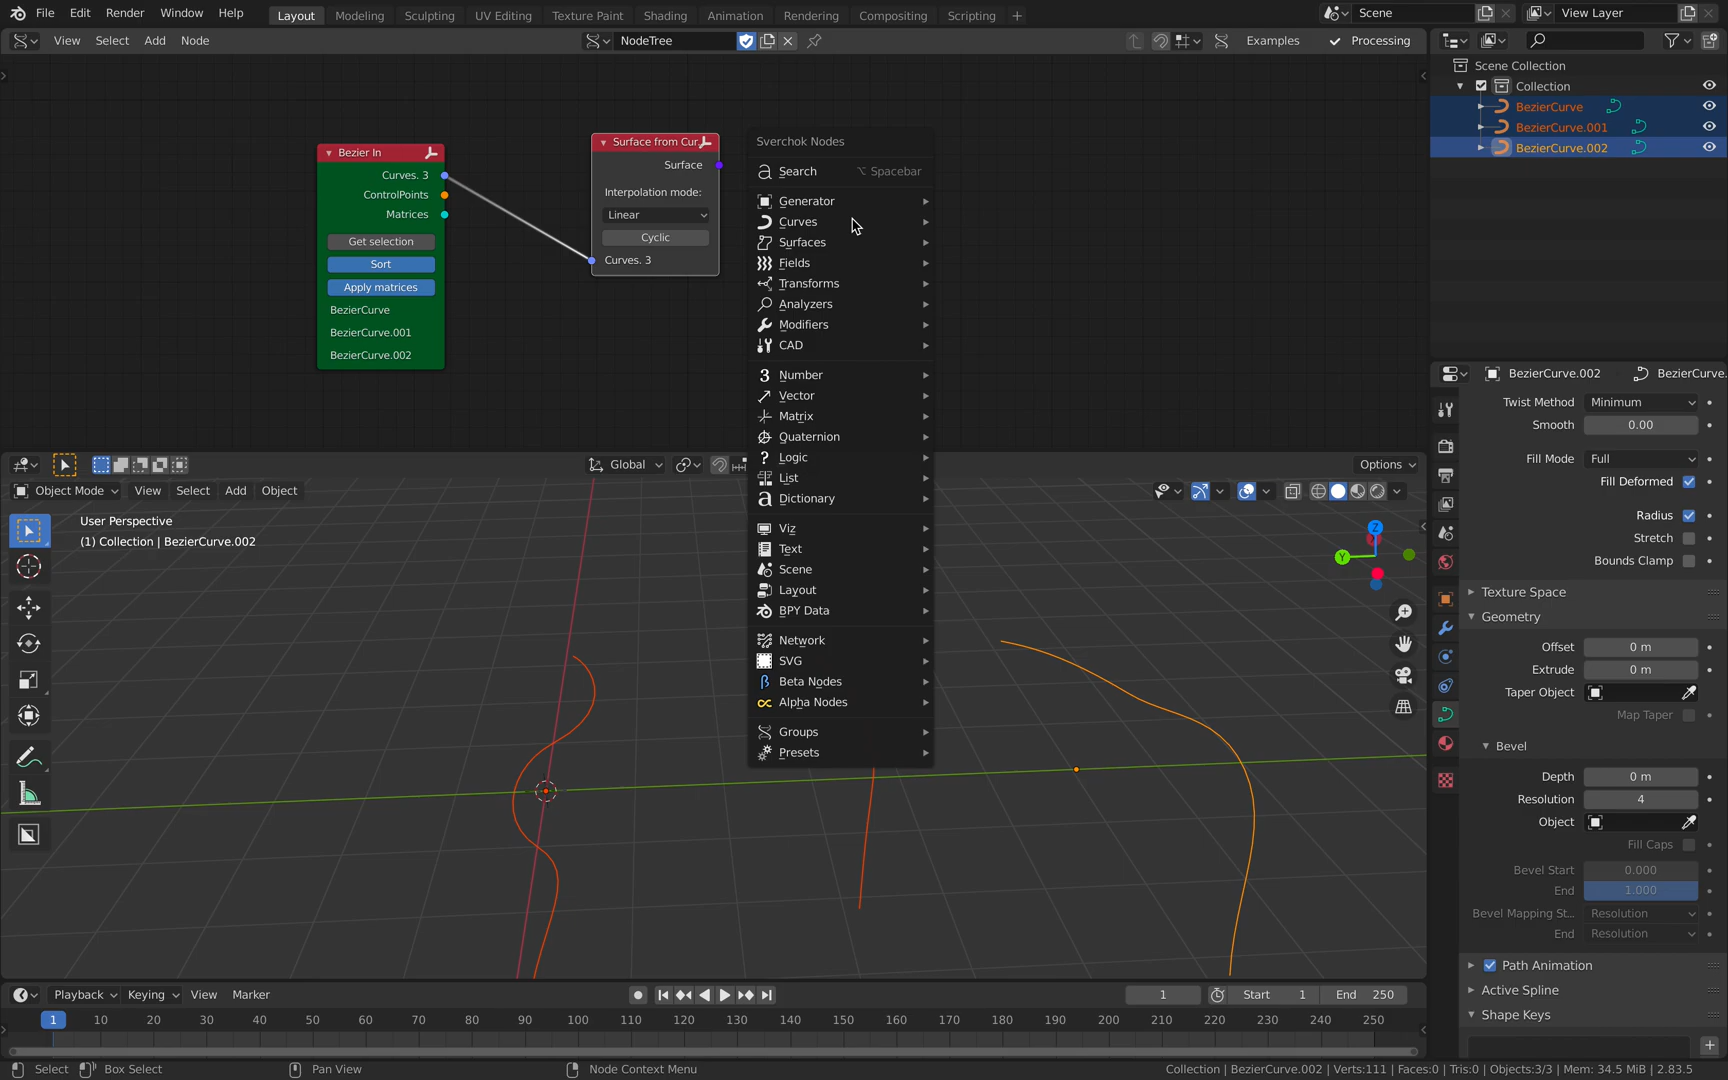 File Edit Render Window Help Layout Modeling Sculpting UV Editing Texture Paint Shading Animation Rendering Compositing Scripting + Scene View Layer
View Select Add Node NodeTree Examples Processing
Scene Collection
Collection
BezierCurve
BezierCurve.001
BezierCurve.002
Bezier In
Curves. 3
ControlPoints
Matrices
Get selection
Sort
Apply matrices
BezierCurve
BezierCurve.001
BezierCurve.002
Surface from Cur
Surface
Interpolation mode:
Linear
Cyclic
Curves. 3
Sverchok Nodes
Search ⌥ Spacebar
Generator
Curves
Surfaces
Fields
Transforms
Analyzers
Modifiers
CAD
Number
Vector
Matrix
Quaternion
Logic
List
Dictionary
Viz
Text
Scene
Layout
BPY Data
Network
SVG
Beta Nodes
Alpha Nodes
Groups
Presets
Global Options
Object Mode View Select Add Object
User Perspective
(1) Collection | BezierCurve.002
Z
Y
BezierCurve.002 BezierCurve.
Twist Method Minimum
Smooth 0.00
Fill Mode Full
Fill Deformed
Radius
Stretch
Bounds Clamp
Texture Space
Geometry
Offset 0 m
Extrude 0 m
Taper Object
Map Taper
Bevel
Depth 0 m
Resolution 4
Object
Fill Caps
Bevel Start 0.000
End 1.000
Bevel Mapping St... Resolution
End Resolution
Path Animation
Active Spline
Shape Keys
Playback Keying View Marker 1 Start 1 End 250
1 10 20 30 40 50 60 70 80 90 100 110 120 130 140 150 160 170 180 190 200 210 220 230 240 250
Select Box Select Pan View Node Context Menu Collection | BezierCurve.002 | Verts:111 | Faces:0 | Tris:0 | Objects:3/3 | Mem: 34.5 MiB | 2.83.5